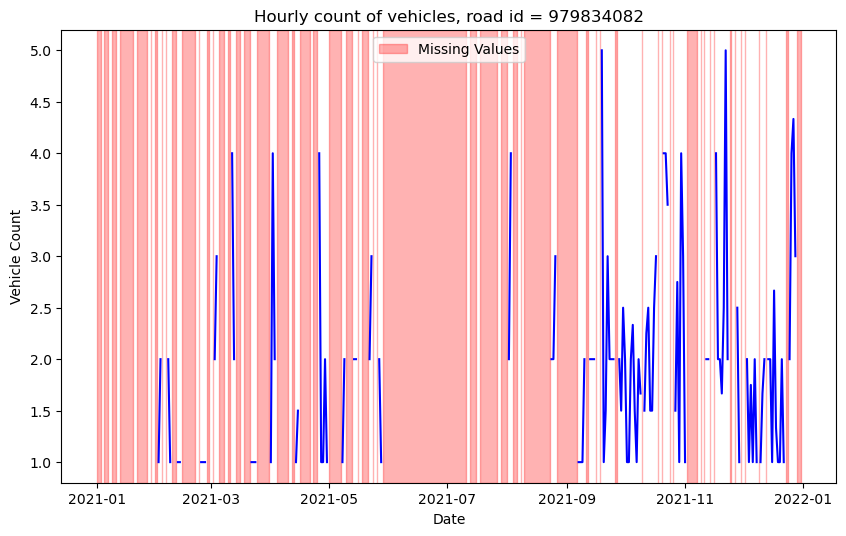 Hourly count of vehicles, road id = 979834082
Missing Values
Vehicle Count
5.0
4.5
4.0
3.5
3.0
2.5
2.0
1.5
1.0
2021-01 2021-03 2021-05 2021-07 2021-09 2021-11 2022-01
Date